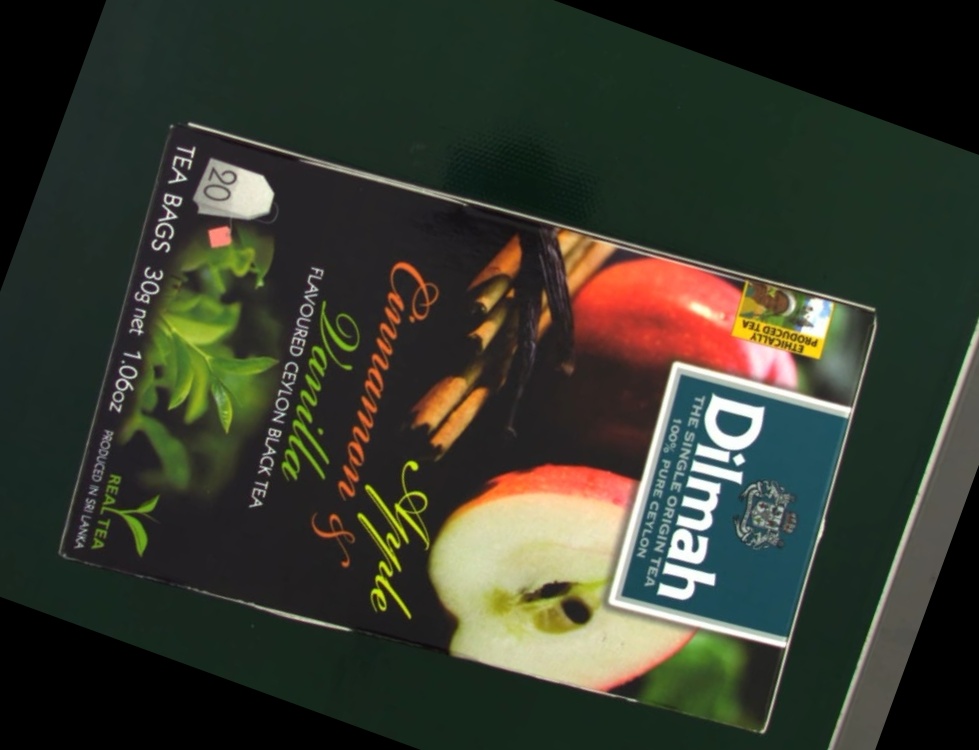 ETHICALLY
PRODUCED TEA
Dilmah
THE SINGLE ORIGIN TEA
100% PURE CEYLON
Apple
Cinnamon &
Vanilla
FLAVOURED CEYLON BLACK TEA
20
TEA BAGS 30g net 1.06oz
REAL TEA
PRODUCED IN SRI LANKA